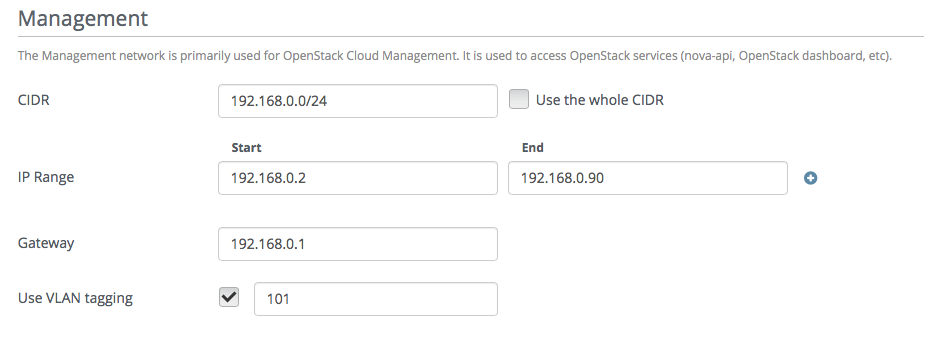 Management
The Management network is primarily used for OpenStack Cloud Management. It is used to access OpenStack services (nova-api, OpenStack dashboard, etc).
CIDR 192.168.0.0/24 Use the whole CIDR
Start End
IP Range 192.168.0.2 192.168.0.90
Gateway 192.168.0.1
Use VLAN tagging 101